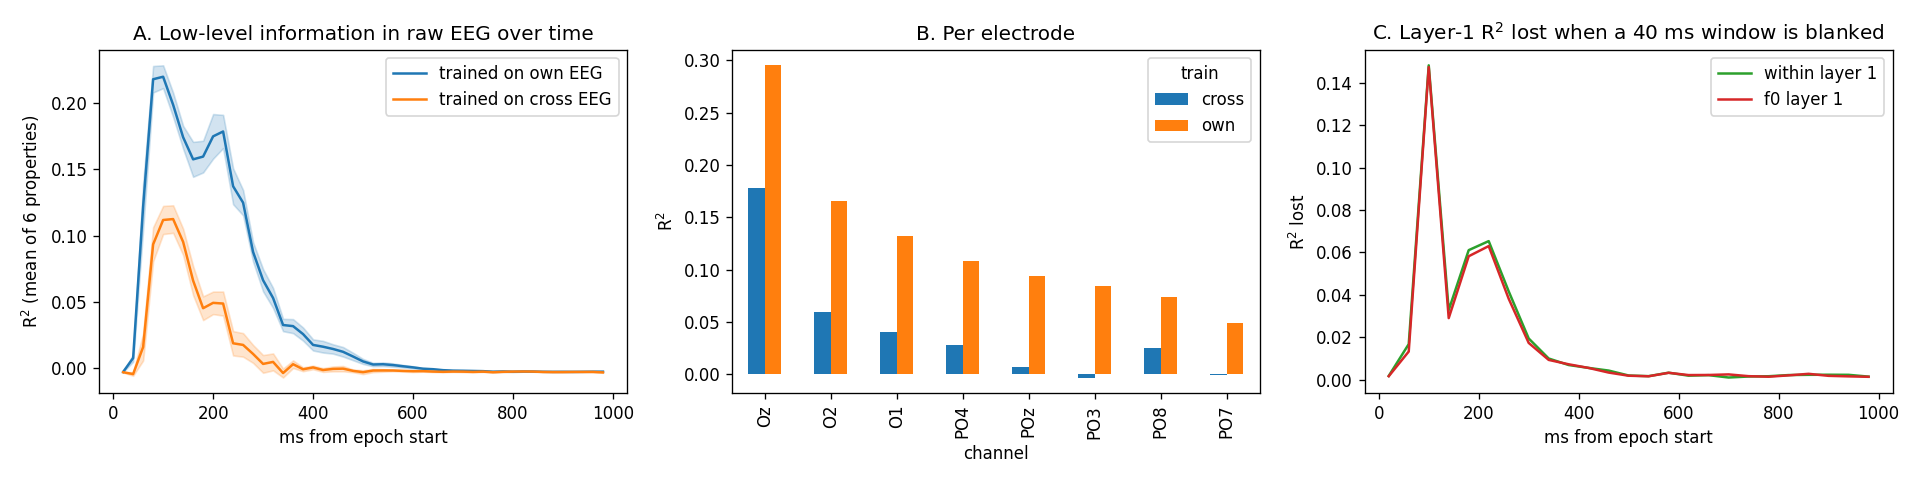 A. Low-level information in raw EEG over time
R² (mean of 6 properties)
0.20
0.15
0.10
0.05
0.00
trained on own EEG
trained on cross EEG
0 200 400 600 800 1000
ms from epoch start
B. Per electrode
R²
0.30
0.25
0.20
0.15
0.10
0.05
0.00
train
cross
own
Oz O2 O1 PO4 POz PO3 PO8 PO7
channel
C. Layer-1 R² lost when a 40 ms window is blanked
R² lost
0.14
0.12
0.10
0.08
0.06
0.04
0.02
0.00
within layer 1
f0 layer 1
0 200 400 600 800 1000
ms from epoch start